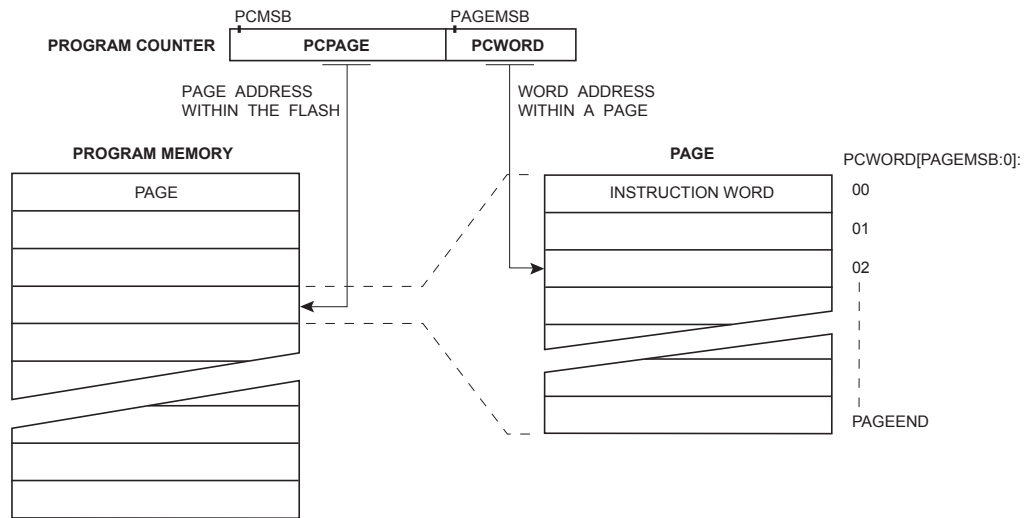 PCMSB
PAGEMSB
PROGRAM COUNTER
PCPAGE
PCWORD
PAGE ADDRESS
WITHIN THE FLASH
WORD ADDRESS
WITHIN A PAGE
PROGRAM MEMORY
PAGE
PCWORD[PAGEMSB:0]:
PAGE
INSTRUCTION WORD
00
01
02
PAGEEND